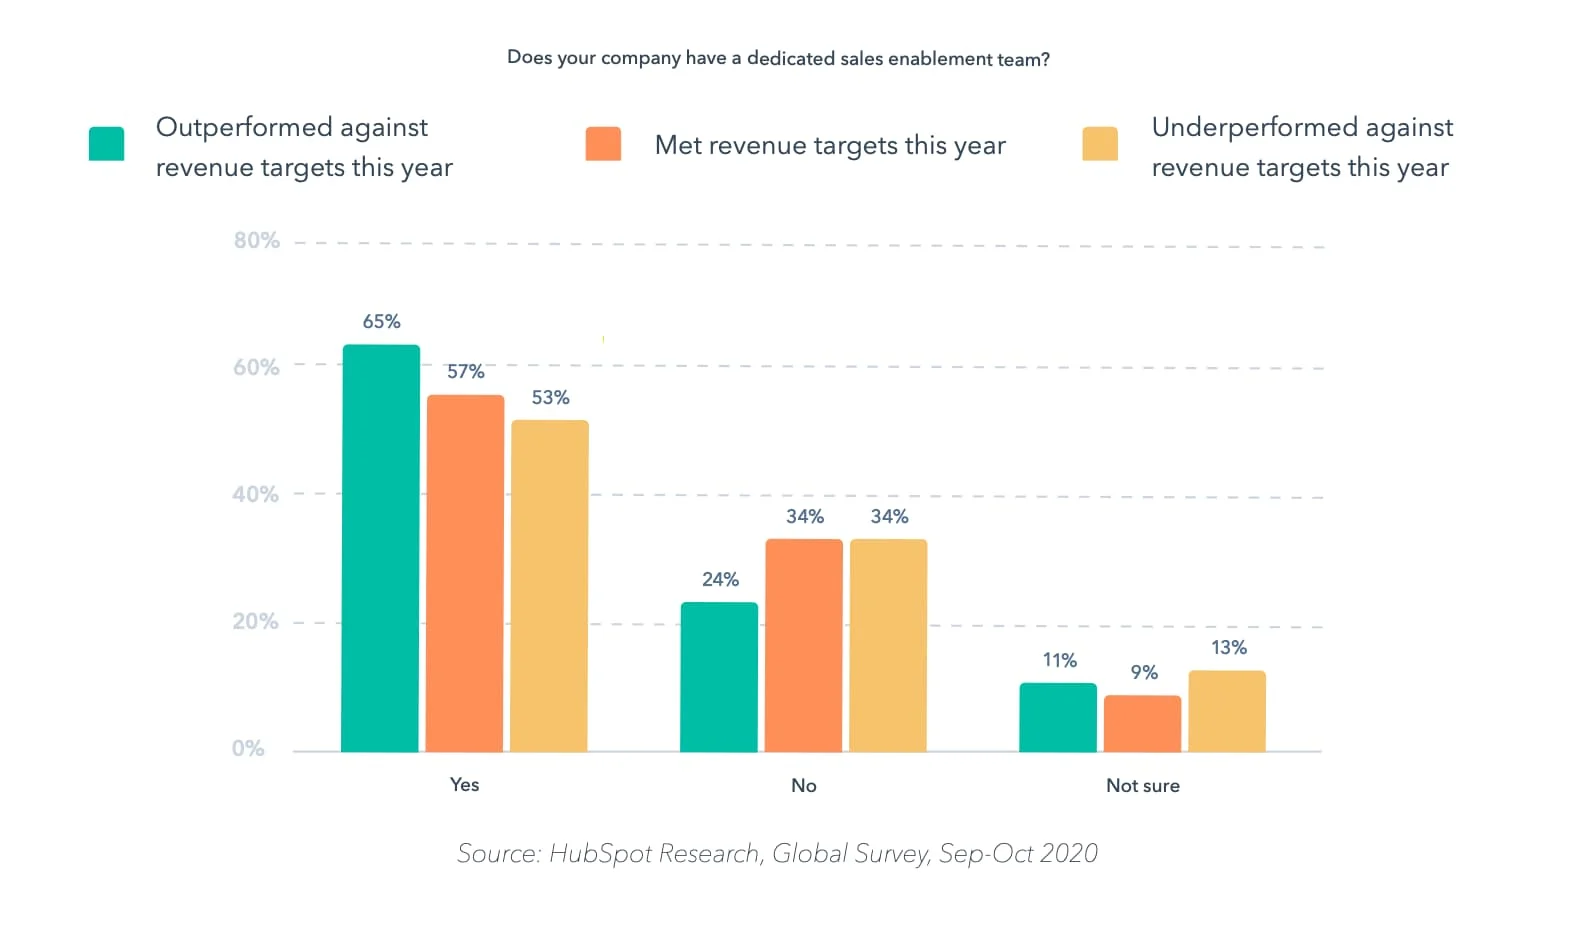 Does your company have a dedicated sales enablement team?
Outperformed against
revenue targets this year
Met revenue targets this year
Underperformed against
revenue targets this year
80%
60%
40%
20%
0%
65%
57%
53%
24%
34%
34%
11%
9%
13%
Yes
No
Not sure
Source: HubSpot Research, Global Survey, Sep-Oct 2020